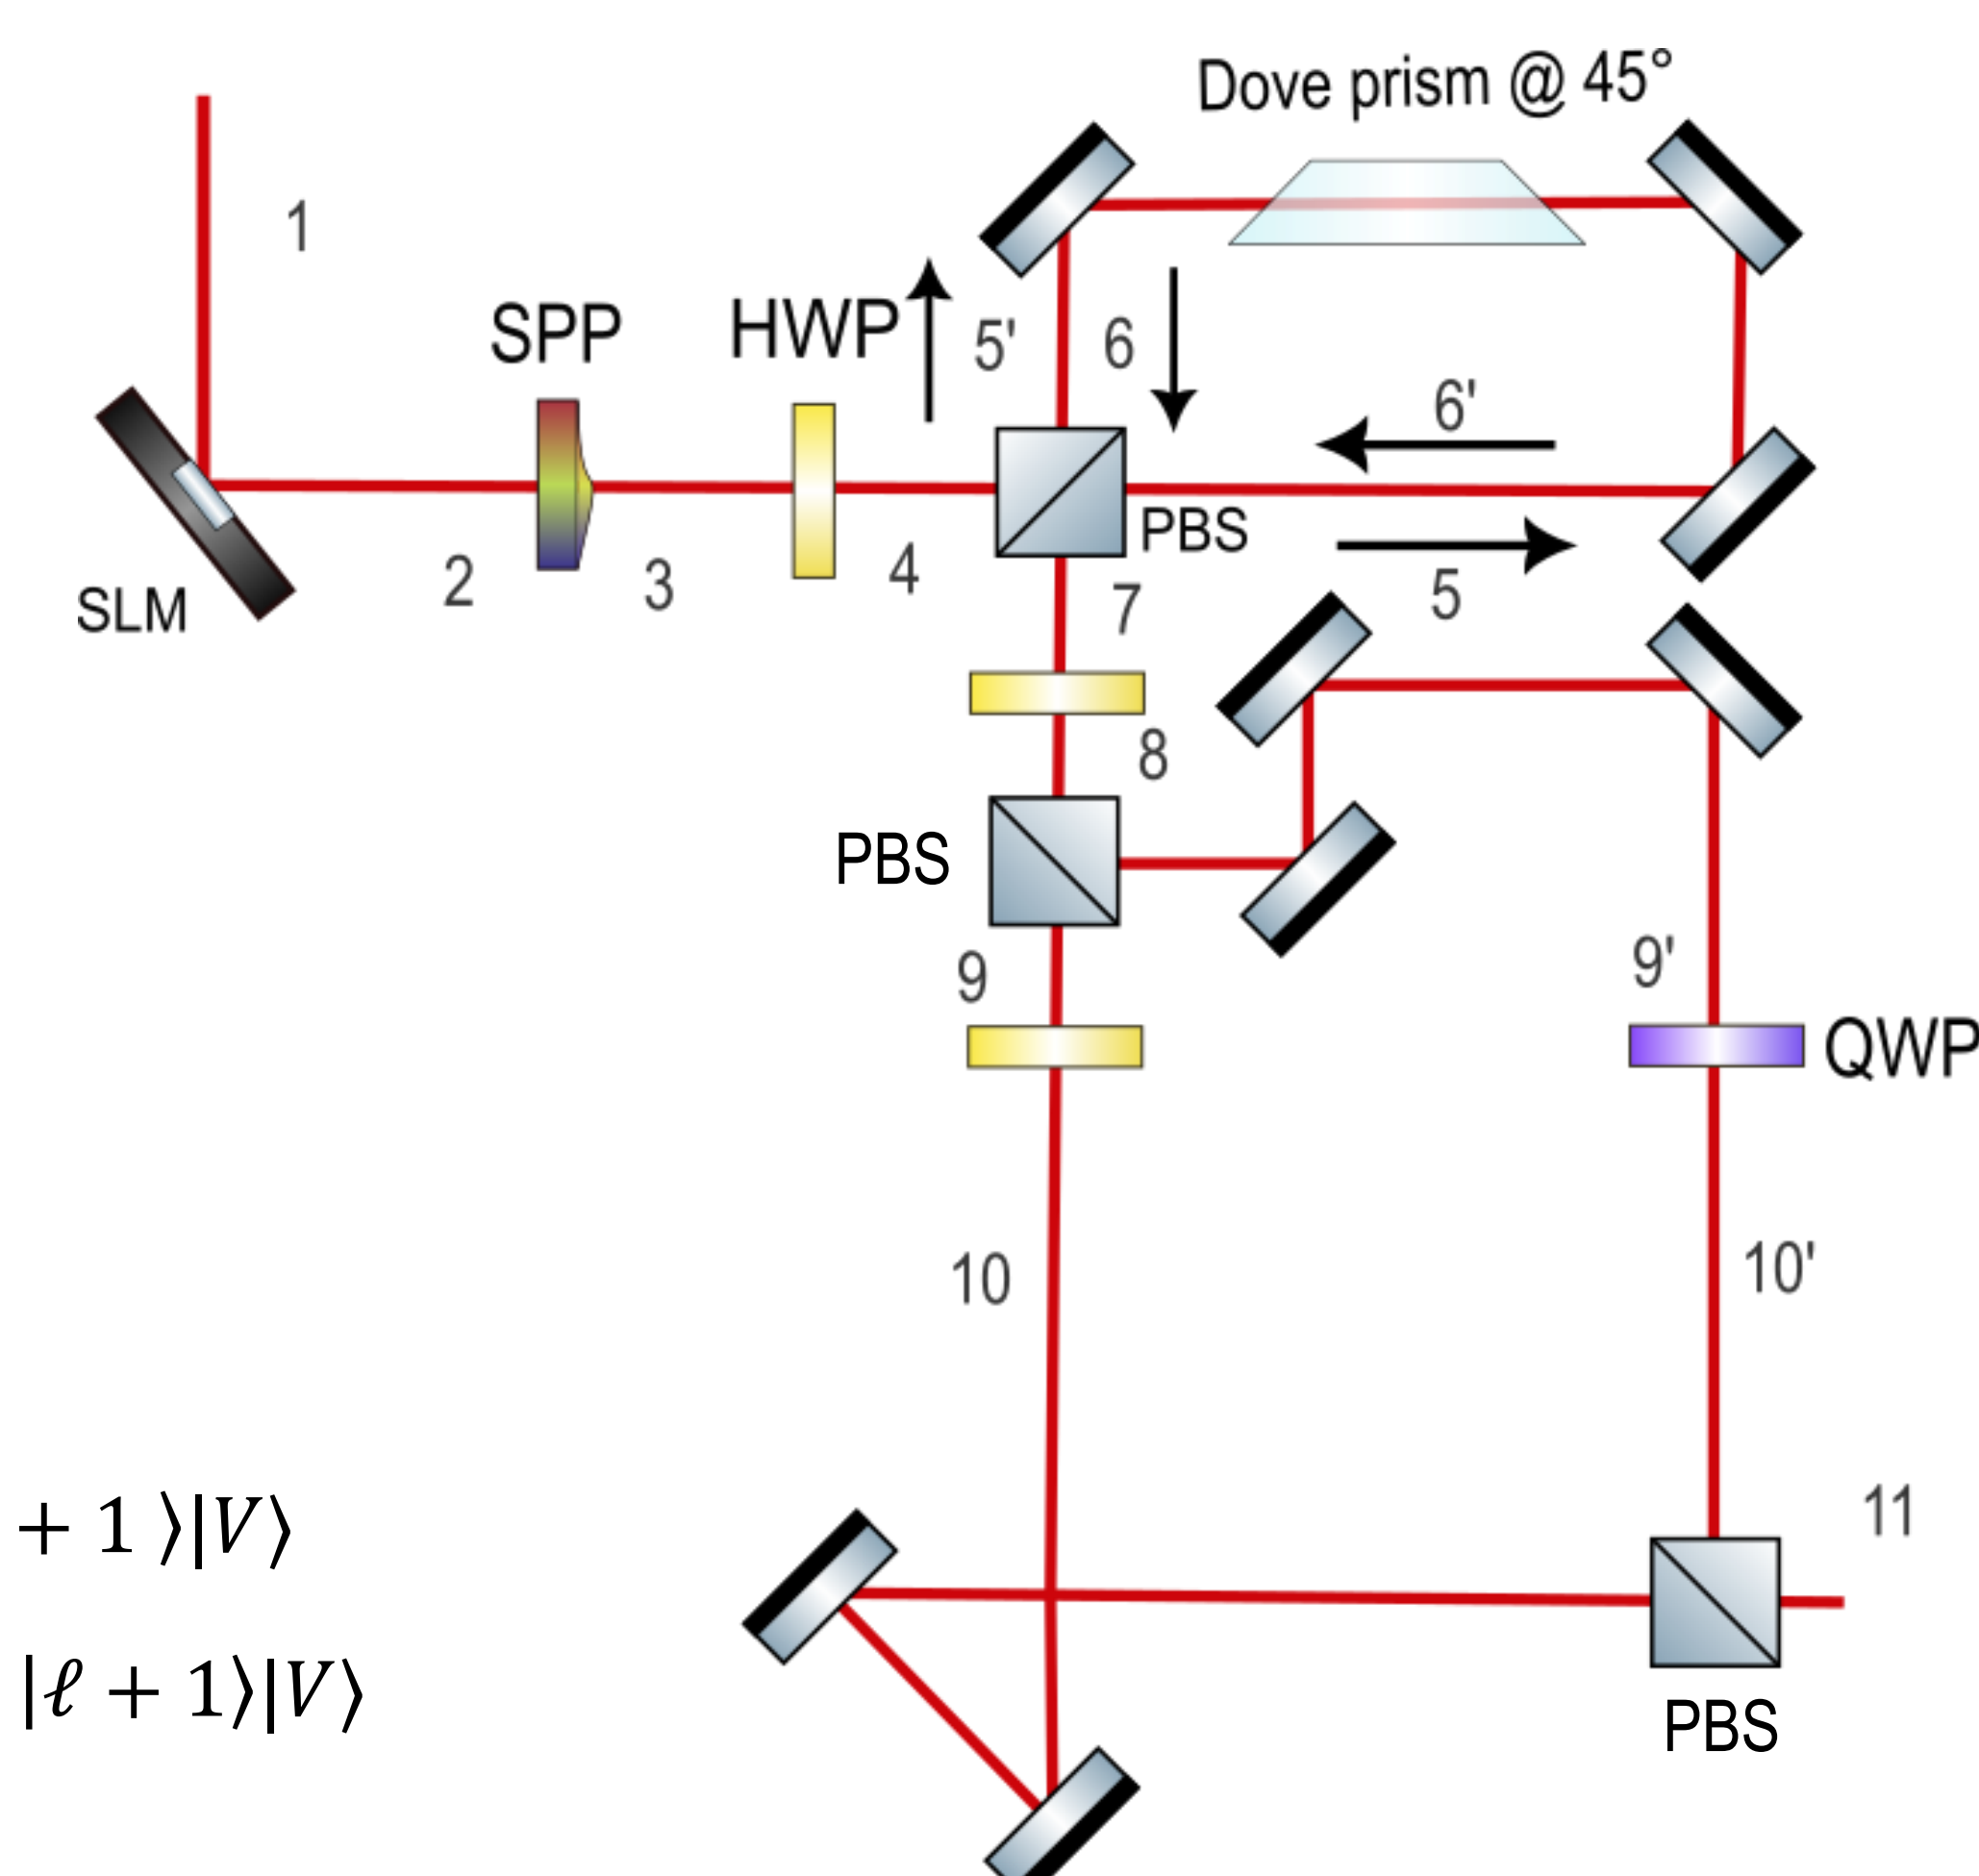 Dove prism @ 45°
1
SPP
HWP
5'
6
6'
PBS
5
SLM
2
3
4
7
8
PBS
9
9'
QWP
10
10'
11
+ 1 ⟩|V⟩
|ℓ + 1⟩|V⟩
PBS